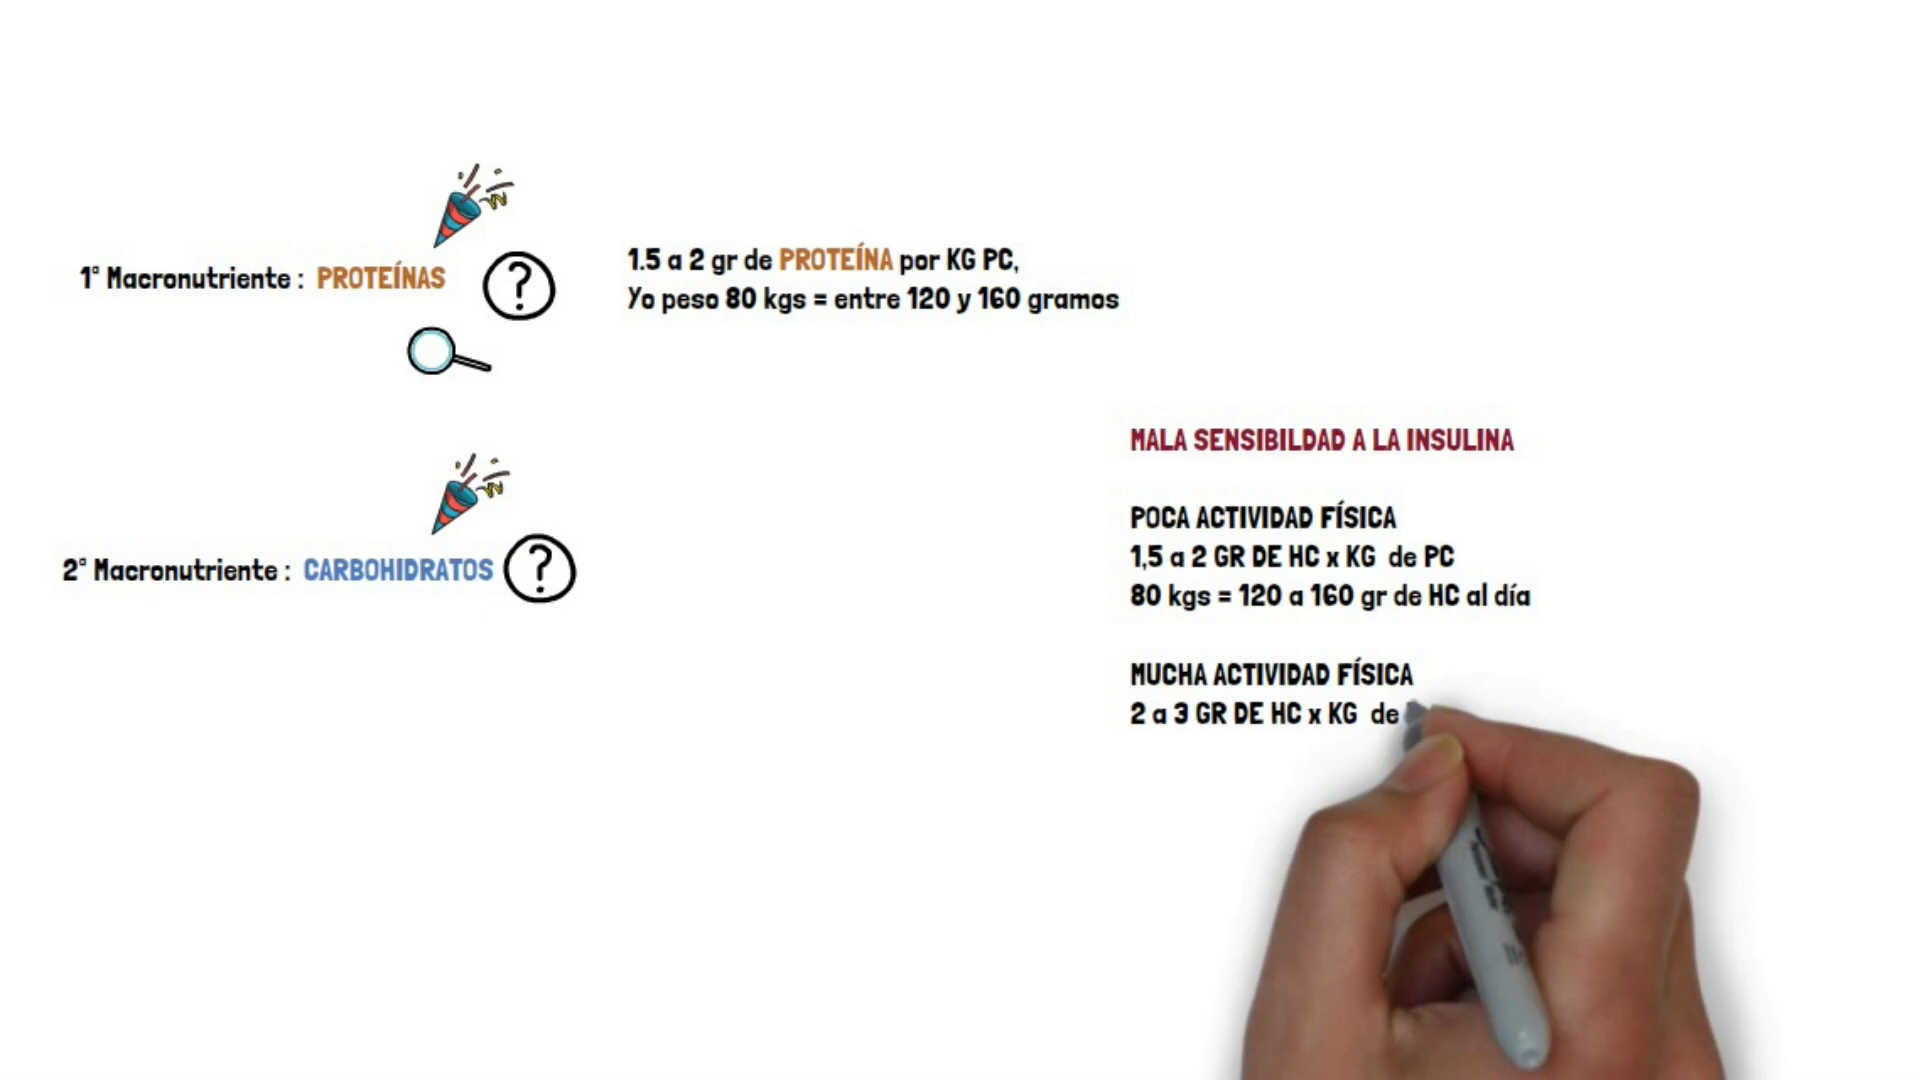 1° Macronutriente : PROTEÍNAS
?
1.5 a 2 gr de PROTEÍNA por KG PC,
Yo peso 80 kgs = entre 120 y 160 gramos
2° Macronutriente : CARBOHIDRATOS
?
MALA SENSIBILDAD A LA INSULINA
POCA ACTIVIDAD FÍSICA
1,5 a 2 GR DE HC x KG de PC
80 kgs = 120 a 160 gr de HC al día
MUCHA ACTIVIDAD FÍSICA
2 a 3 GR DE HC x KG de